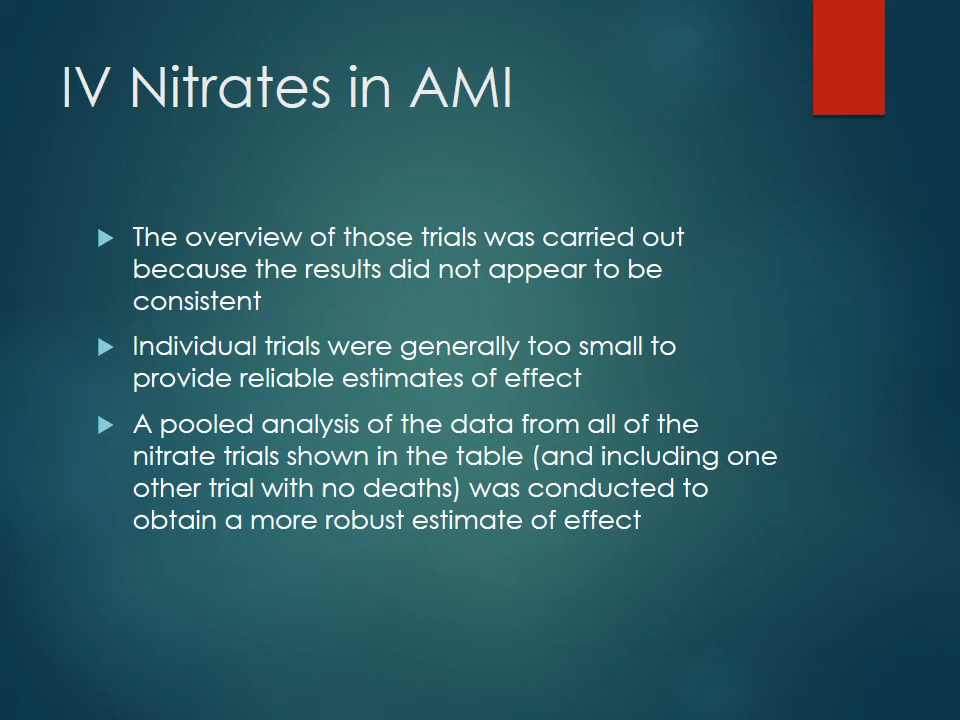 IV Nitrates in AMI
The overview of those trials was carried out
because the results did not appear to be
consistent
Individual trials were generally too small to
provide reliable estimates of effect
A pooled analysis of the data from all of the
nitrate trials shown in the table (and including one
other trial with no deaths) was conducted to
obtain a more robust estimate of effect